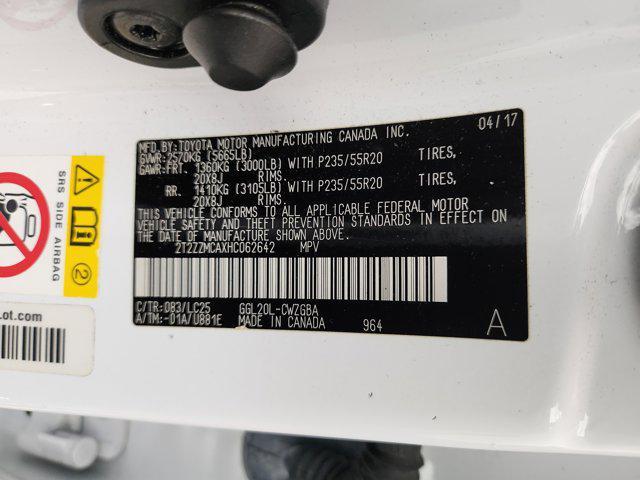 MFD.BY:TOYOTA MOTOR MANUFACTURING CANADA INC. 04/17
GVWR:2570KG (5665LB)
GAWR:FRT. 1360KG (3000LB) WITH P235/55R20 TIRES,
20X8J RIMS,
RR. 1410KG (3105LB) WITH P235/55R20 TIRES,
20X8J RIMS.
THIS VEHICLE CONFORMS TO ALL APPLICABLE FEDERAL MOTOR
VEHICLE SAFETY AND THEFT PREVENTION STANDARDS IN EFFECT ON
THE DATE OF MANUFACTURE SHOWN ABOVE.
2T2ZZMCAXHC062642 MPV
C/TR:083/LC25 GGL20L-CWZGBA
A/TM:-01A/U881E MADE IN CANADA 964 A
SRS SIDE AIRBAG
2
Lot.com